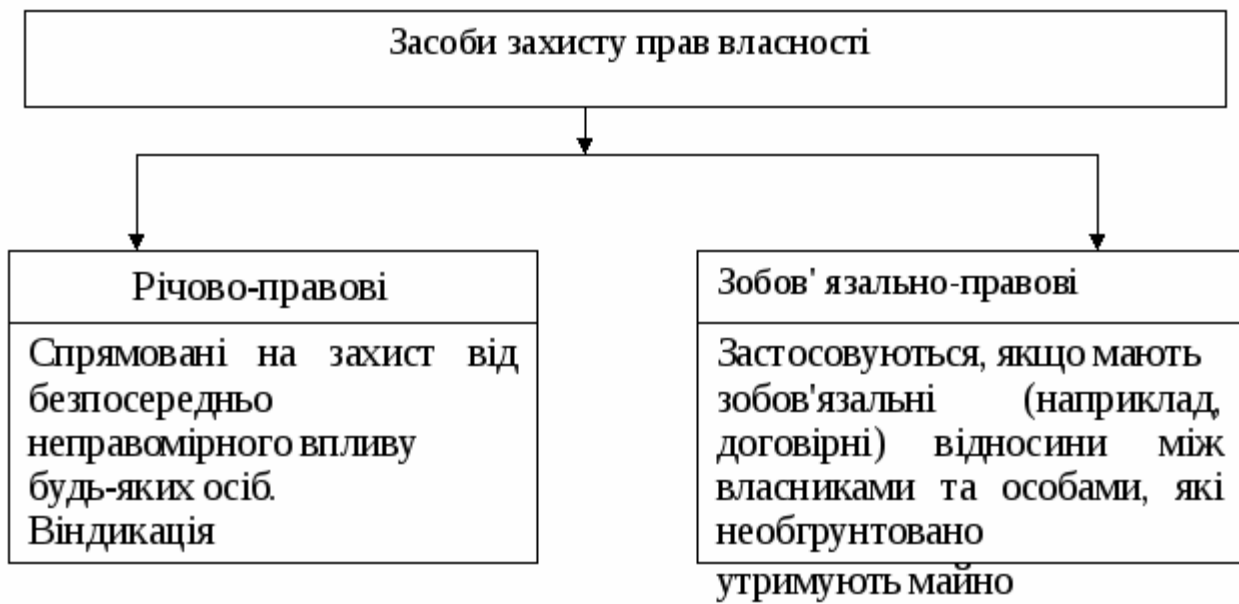 Засоби захисту прав власності
Річово-правові
Спрямовані на захист від
безпосередньо
неправомірного впливу
будь-яких осіб.
Віндикація
Зобов' язально-правові
Застосовуються, якщо мають
зобов'язальні (наприклад,
договірні) відносини між
власниками та особами, які
необгрунтовано
утримують майно